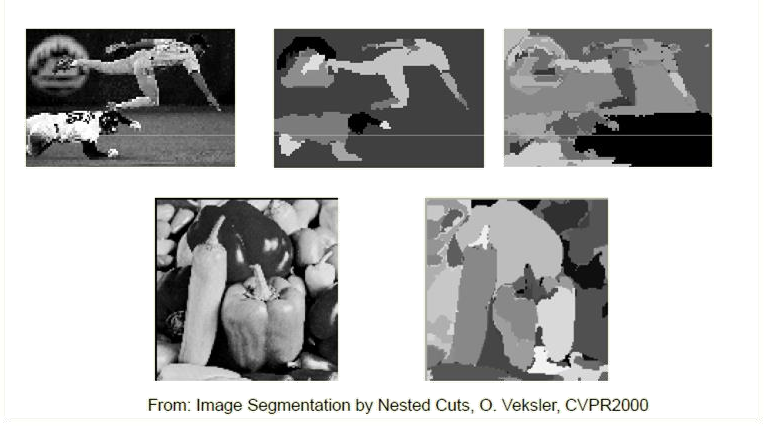 From: Image Segmentation by Nested Cuts, O. Veksler, CVPR2000